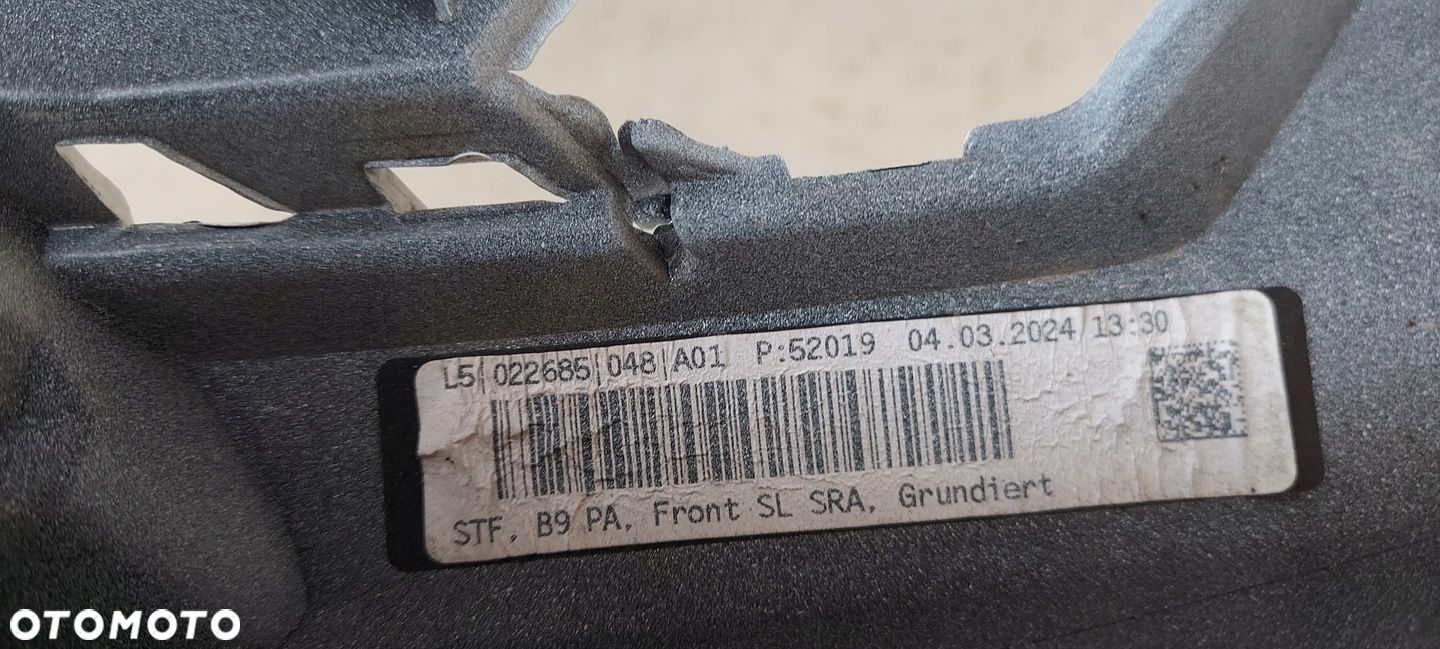 L5|022685|048|A01 P:52019 04.03.2024 13:30
STF, B9 PA, Front SL SRA, Grundiert
OTOMOTO